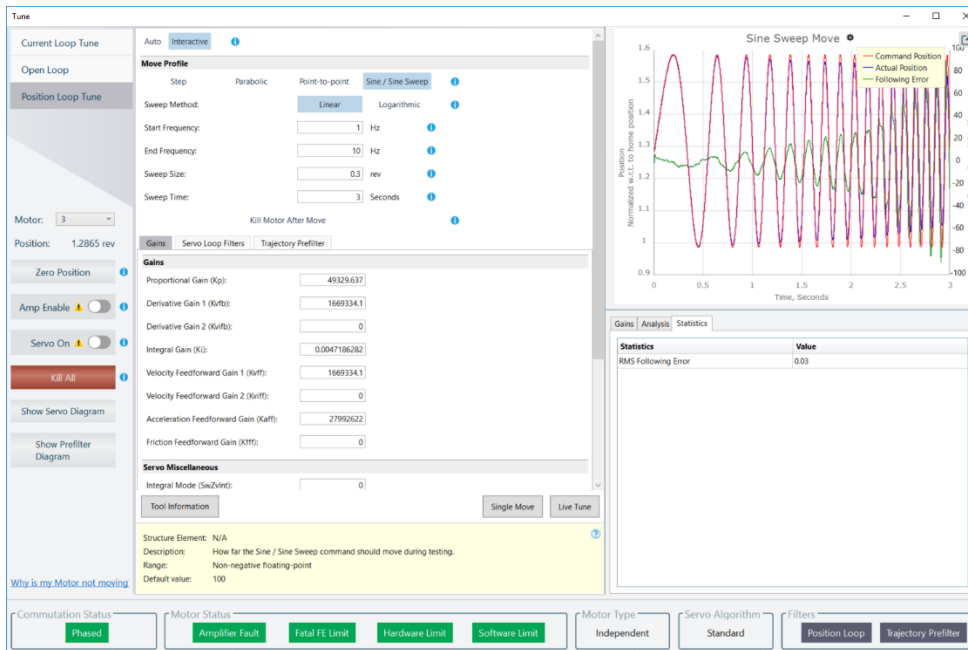 Tune
Current Loop Tune
Open Loop
Position Loop Tune
Motor: 3
Position: 1.2865 rev
Zero Position
Amp Enable
Servo On
Kill All
Show Servo Diagram
Show Prefilter
Diagram
Why is my Motor not moving
Auto Interactive
Move Profile
Step Parabolic Point-to-point Sine / Sine Sweep
Sweep Method: Linear Logarithmic
Start Frequency: 1 Hz
End Frequency: 10 Hz
Sweep Size: 0.3 rev
Sweep Time: 3 Seconds
Kill Motor After Move
Gains Servo Loop Filters Trajectory Prefilter
Gains
Proportional Gain (Kp): 49329.637
Derivative Gain 1 (Kvfb): 1669334.1
Derivative Gain 2 (Kvifb): 0
Integral Gain (Ki): 0.0047186282
Velocity Feedforward Gain 1 (Kvff): 1669334.1
Velocity Feedforward Gain 2 (Kviff): 0
Acceleration Feedforward Gain (Kaff): 27992622
Friction Feedforward Gain (Kfff): 0
Servo Miscellaneous
Integral Mode (SwZvInt): 0
Tool Information Single Move Live Tune
Structure Element: N/A
Description: How far the Sine / Sine Sweep command should move during testing.
Range: Non-negative floating-point
Default value: 100
Sine Sweep Move
Command Position
Actual Position
Following Error
Position
Normalized w.r.t. to home position
1.6
1.5
1.4
1.3
1.2
1.1
1
0.9
100
80
60
40
20
0
-20
-40
-60
-80
-100
0 0.5 1 1.5 2 2.5 3
Time, Seconds
Gains Analysis Statistics
Statistics Value
RMS Following Error 0.03
Commutation Status
Phased
Motor Status
Amplifier Fault Fatal FE Limit Hardware Limit Software Limit
Motor Type
Independent
Servo Algorithm
Standard
Filters
Position Loop Trajectory Prefilter